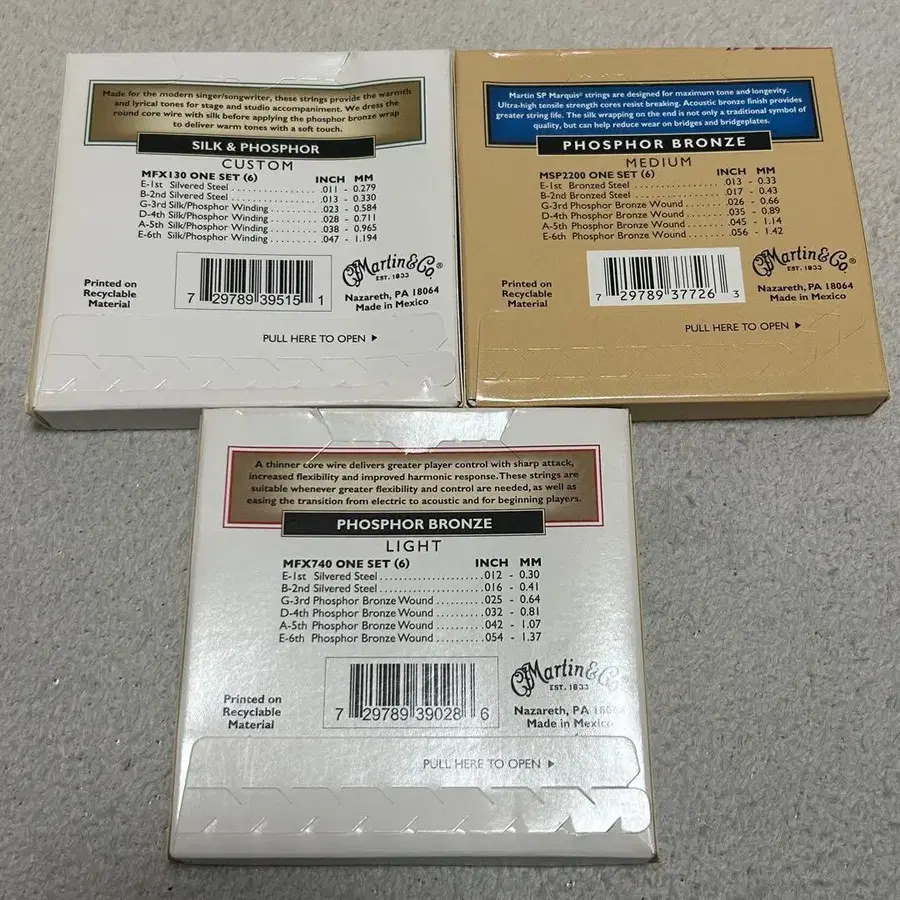 Made for the modern singer/songwriter, these strings provide the warmth
and lyrical tones for stage and studio accompaniment. We dress the
round core wire with silk before applying the phosphor bronze wrap
to deliver warm tones with a soft touch.
SILK & PHOSPHOR
CUSTOM
MFX130 ONE SET (6) INCH MM
E-1st Silvered Steel .011 - 0.279
B-2nd Silvered Steel .013 - 0.330
G-3rd Silk/Phosphor Winding .023 - 0.584
D-4th Silk/Phosphor Winding .028 - 0.711
A-5th Silk/Phosphor Winding .038 - 0.965
E-6th Silk/Phosphor Winding .047 - 1.194
Printed on
Recyclable
Material
7 29789 39515 1
Martin & Co.®
EST. 1833
Nazareth, PA 18064
Made in Mexico
PULL HERE TO OPEN ▶
Martin SP Marquis® strings are designed for maximum tone and longevity.
Ultra-high tensile strength cores resist breaking. Acoustic bronze finish provides
greater string life. The silk wrapping on the end is not only a traditional symbol of
quality, but can help reduce wear on bridges and bridgeplates.
PHOSPHOR BRONZE
MEDIUM
MSP2200 ONE SET (6) INCH MM
E-1st Bronzed Steel .013 - 0.33
B-2nd Bronzed Steel .017 - 0.43
G-3rd Phosphor Bronze Wound .026 - 0.66
D-4th Phosphor Bronze Wound .035 - 0.89
A-5th Phosphor Bronze Wound .045 - 1.14
E-6th Phosphor Bronze Wound .056 - 1.42
Printed on
Recyclable
Material
7 29789 37726 3
Martin & Co.®
EST. 1833
Nazareth, PA 18064
Made in Mexico
PULL HERE TO OPEN ▶
A thinner core wire delivers greater player control with sharp attack,
increased flexibility and improved harmonic response. These strings are
suitable whenever greater flexibility and control are needed, as well as
easing the transition from electric to acoustic and for beginning players.
PHOSPHOR BRONZE
LIGHT
MFX740 ONE SET (6) INCH MM
E-1st Silvered Steel .012 - 0.30
B-2nd Silvered Steel .016 - 0.41
G-3rd Phosphor Bronze Wound .025 - 0.64
D-4th Phosphor Bronze Wound .032 - 0.81
A-5th Phosphor Bronze Wound .042 - 1.07
E-6th Phosphor Bronze Wound .054 - 1.37
Printed on
Recyclable
Material
7 29789 39028 6
Martin & Co.
EST. 1833
Nazareth, PA
Made in Mexico
PULL HERE TO OPEN ▶